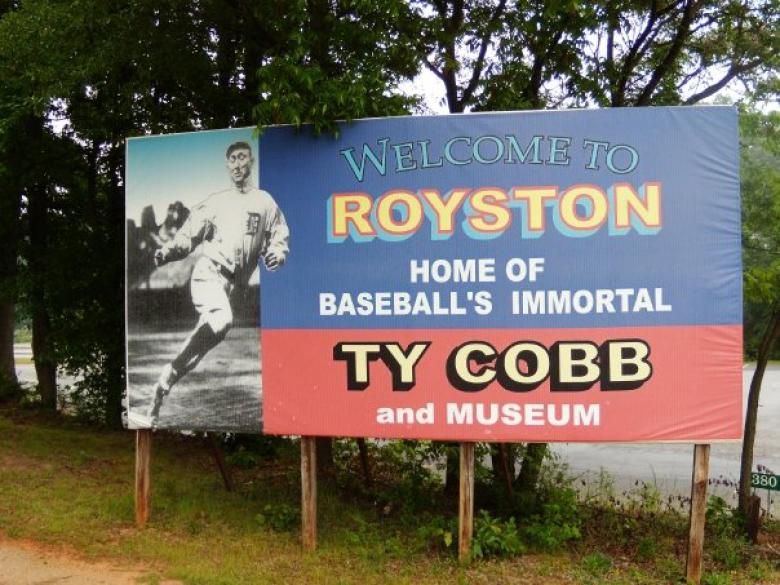 WELCOME TO
ROYSTON
HOME OF
BASEBALL'S IMMORTAL
TY COBB
and MUSEUM
D
380